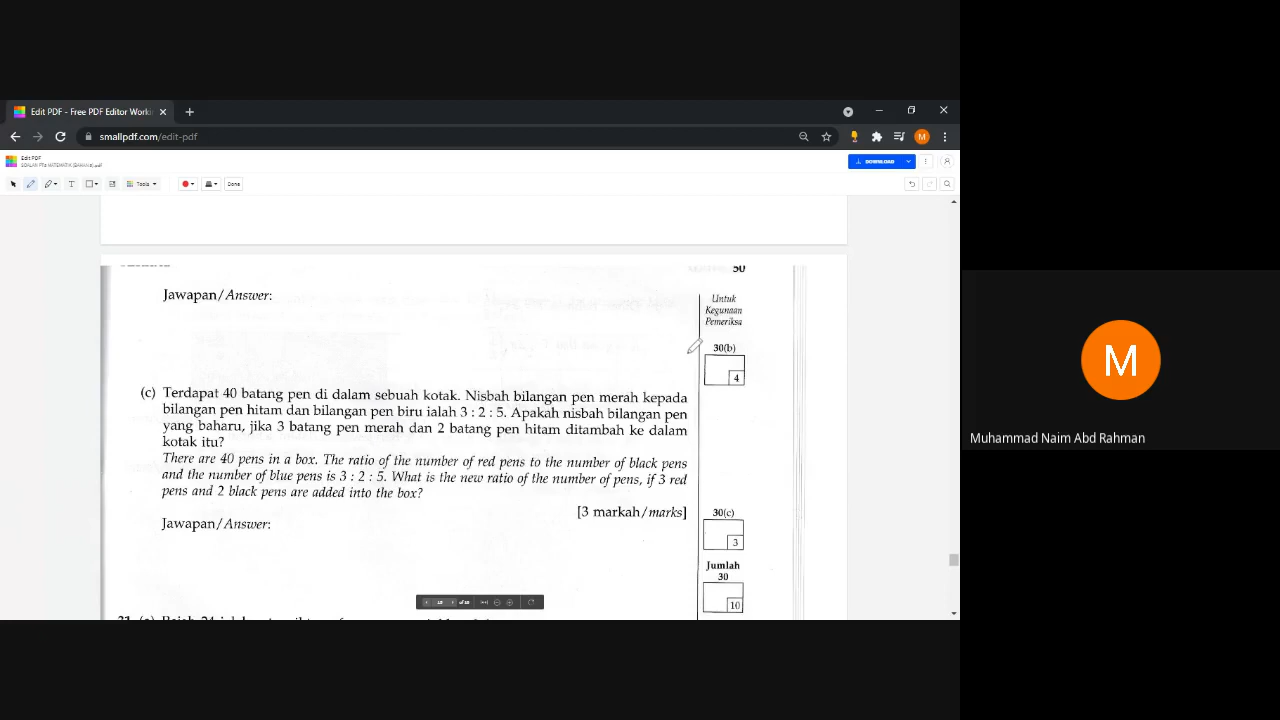 Edit PDF - Free PDF Editor Workin
smallpdf.com/edit-pdf
M
Edit PDF
DOWNLOAD
Tools
Done
50
Jawapan/Answer:
Untuk
Kegunaan
Pemeriksa
30(b)
4
(c) Terdapat 40 batang pen di dalam sebuah kotak. Nisbah bilangan pen merah kepada
bilangan pen hitam dan bilangan pen biru ialah 3 : 2 : 5. Apakah nisbah bilangan pen
yang baharu, jika 3 batang pen merah dan 2 batang pen hitam ditambah ke dalam
kotak itu?
There are 40 pens in a box. The ratio of the number of red pens to the number of black pens
and the number of blue pens is 3 : 2 : 5. What is the new ratio of the number of pens, if 3 red
pens and 2 black pens are added into the box?
[3 markah/marks]
Jawapan/Answer:
30(c)
3
Jumlah
30
10
M
Muhammad Naim Abd Rahman